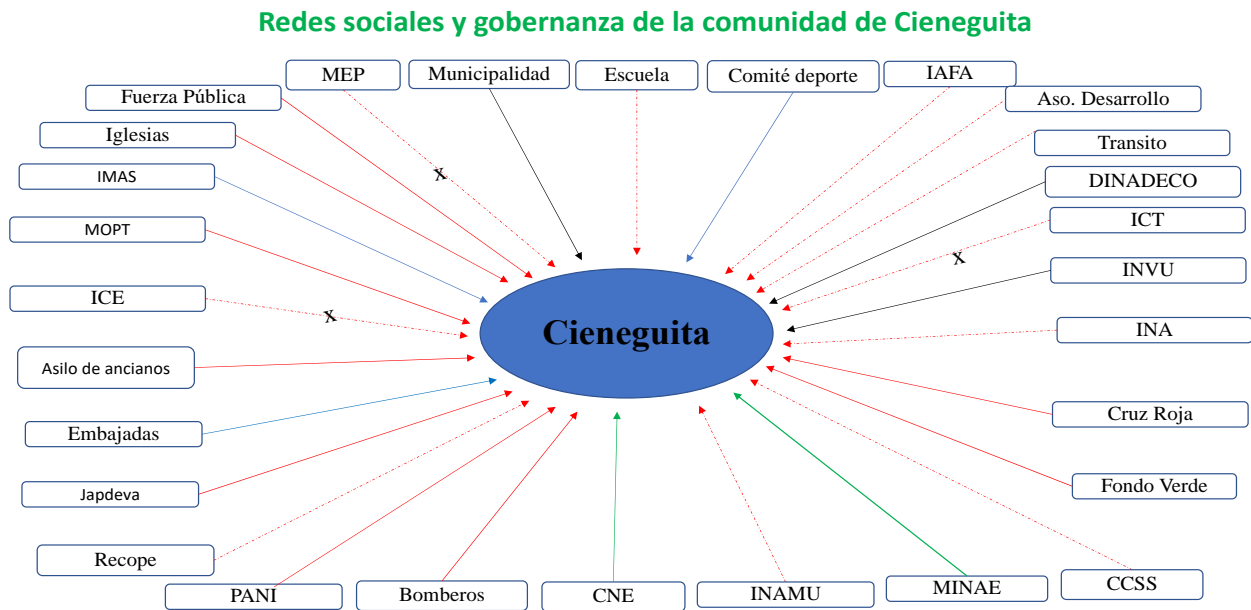 Redes sociales y gobernanza de la comunidad de Cieneguita
MEP
Municipalidad
Escuela
Comité deporte
IAFA
Fuerza Pública
Aso. Desarrollo
Iglesias
Transito
IMAS
X
DINADECO
MOPT
ICT
X
INVU
ICE
X
Cieneguita
INA
Asilo de ancianos
Cruz Roja
Embajadas
Fondo Verde
Japdeva
Recope
PANI
Bomberos
CNE
INAMU
MINAE
CCSS